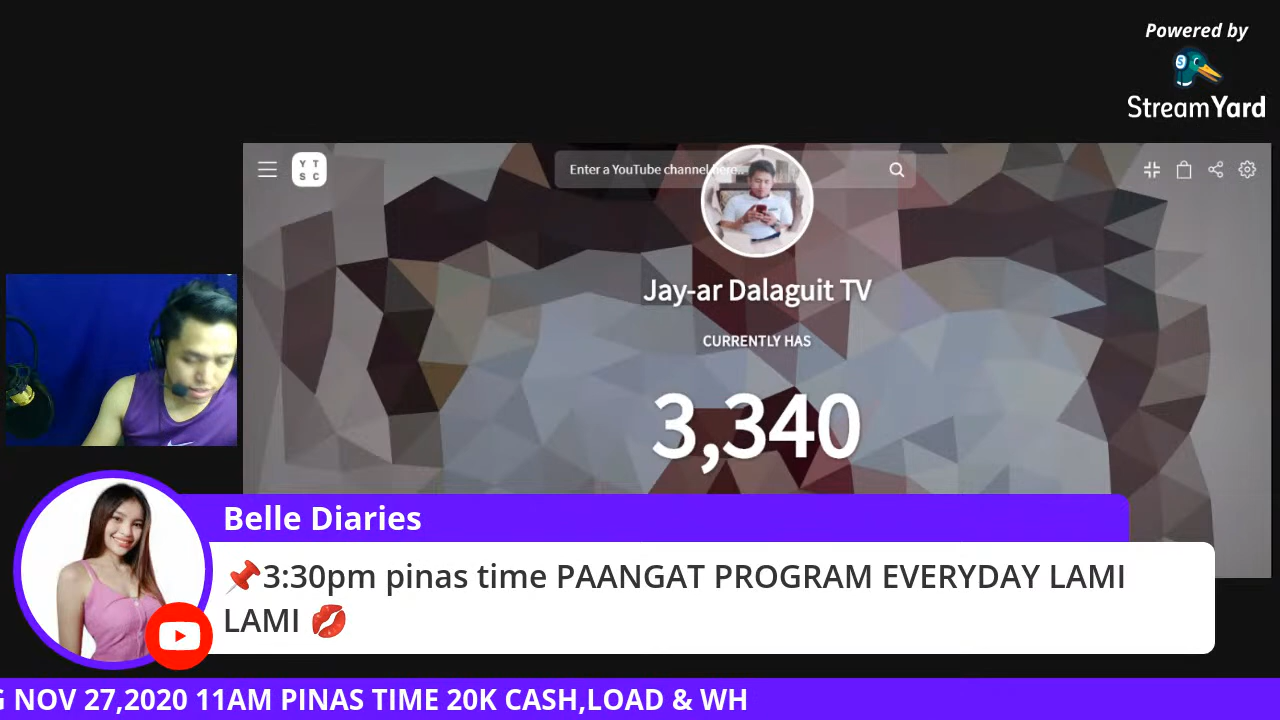 Powered by
StreamYard
Y T
S C
Enter a YouTube channel here...
Jay-ar Dalaguit TV
CURRENTLY HAS
3,340
Belle Diaries
📌3:30pm pinas time PAANGAT PROGRAM EVERYDAY LAMI
LAMI 💋
NOV 27,2020 11AM PINAS TIME 20K CASH,LOAD & WH